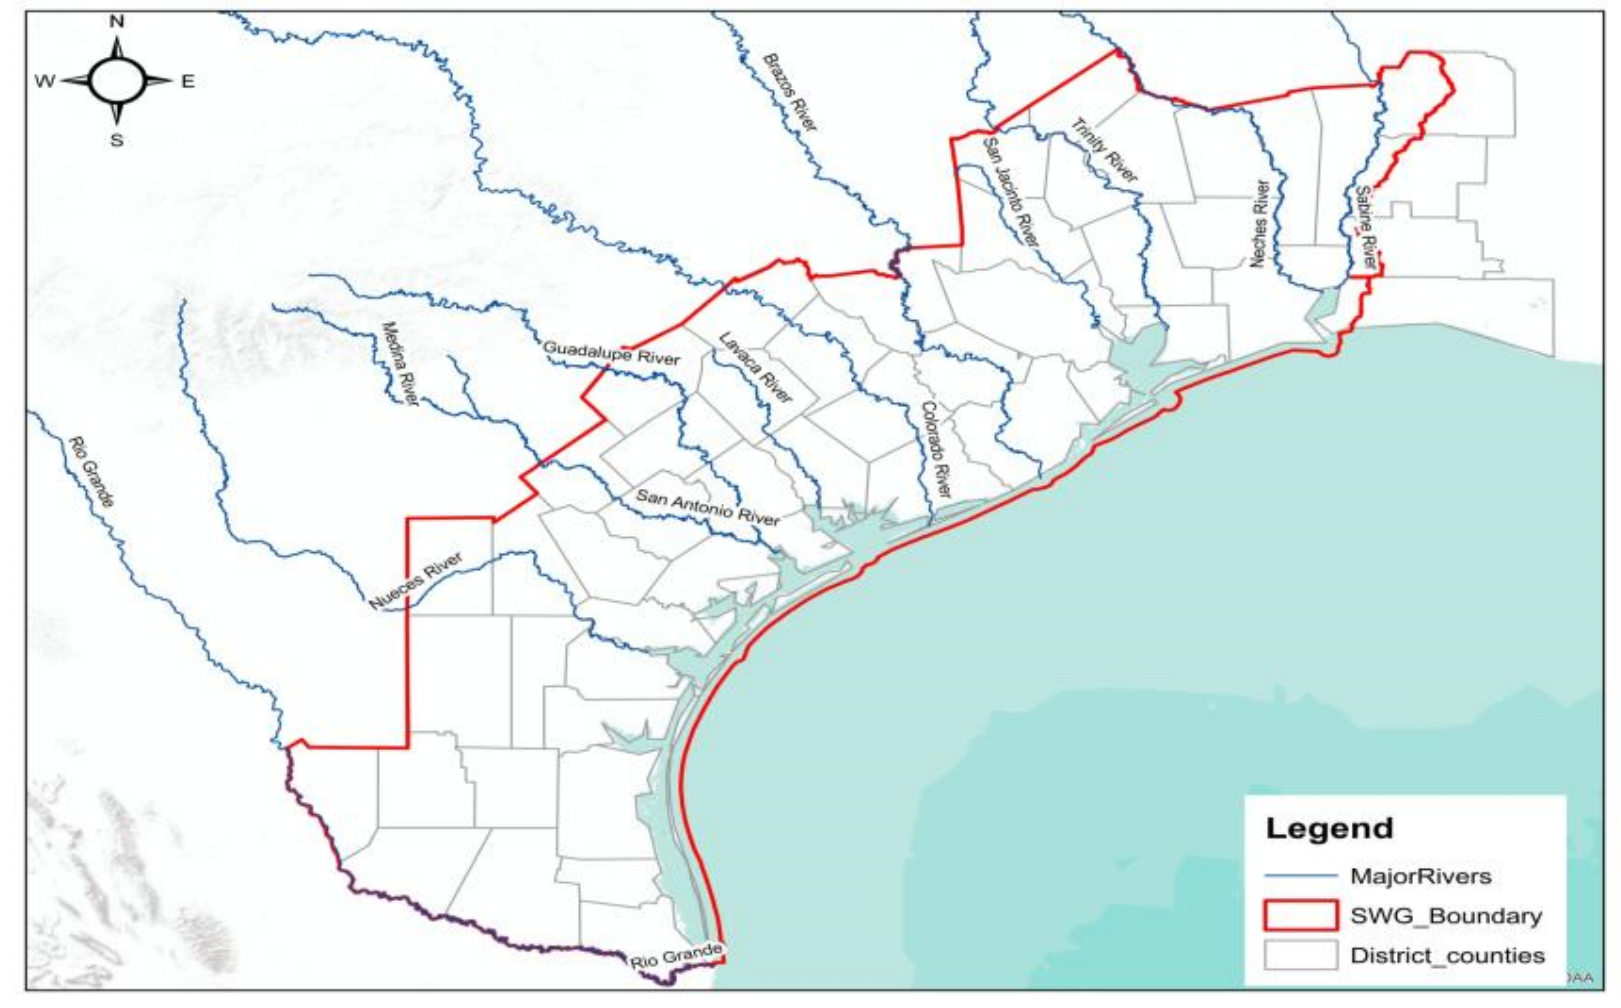 N
W
E
S
Brazos River
Trinity River
San Jacinto River
Neches River
Sabine River
Medina River
Guadalupe River
Lavaca River
Colorado River
Rio Grande
San Antonio River
Nueces River
Rio Grande
Legend
MajorRivers
SWG_Boundary
District_counties